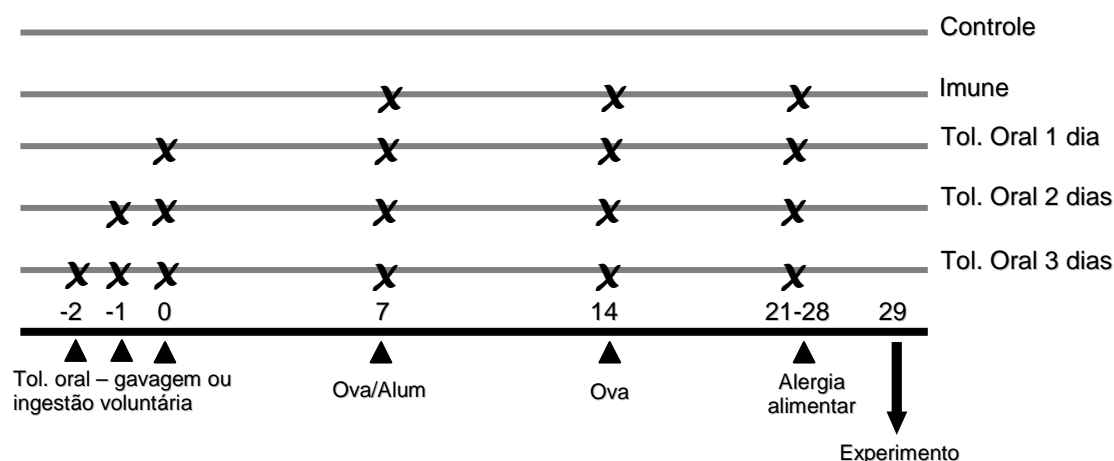 Controle
Imune
Tol. Oral 1 dia
Tol. Oral 2 dias
Tol. Oral 3 dias
-2 -1 0 7 14 21-28 29
Tol. oral – gavagem ou
ingestão voluntária
Ova/Alum
Ova
Alergia
alimentar
Experimento